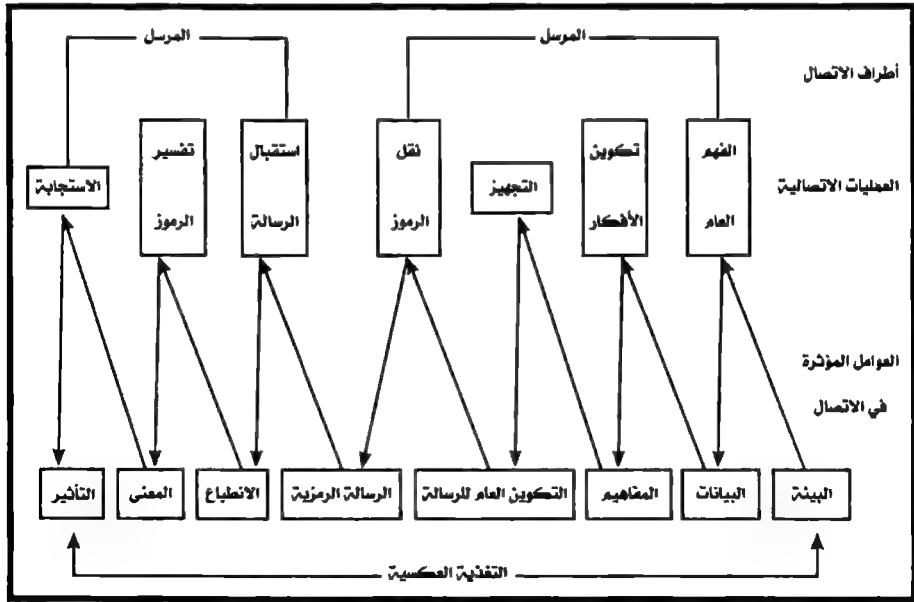 المرسل
المرسل
أطراف الاتصال
الفهم
العام
تكوين
الأفكار
التجهيز
نقل
الرموز
استقبال
الرسالة
تفسير
الرموز
الاستجابة
العمليات الاتصالية
العوامل المؤثرة
في الاتصال
البيئة
البيانات
المفاهيم
التكوين العام للرسالة
الرسالة الرمزية
الانطباع
المعنى
التأثير
التغذية العكسية